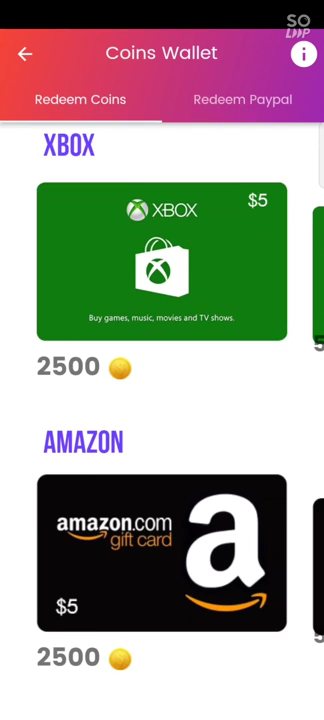 SO
LOOP
Coins Wallet
Redeem Coins
Redeem Paypal
XBOX
XBOX
$5
Buy games, music, movies and TV shows.
2500
AMAZON
amazon.com
gift card
a
$5
2500